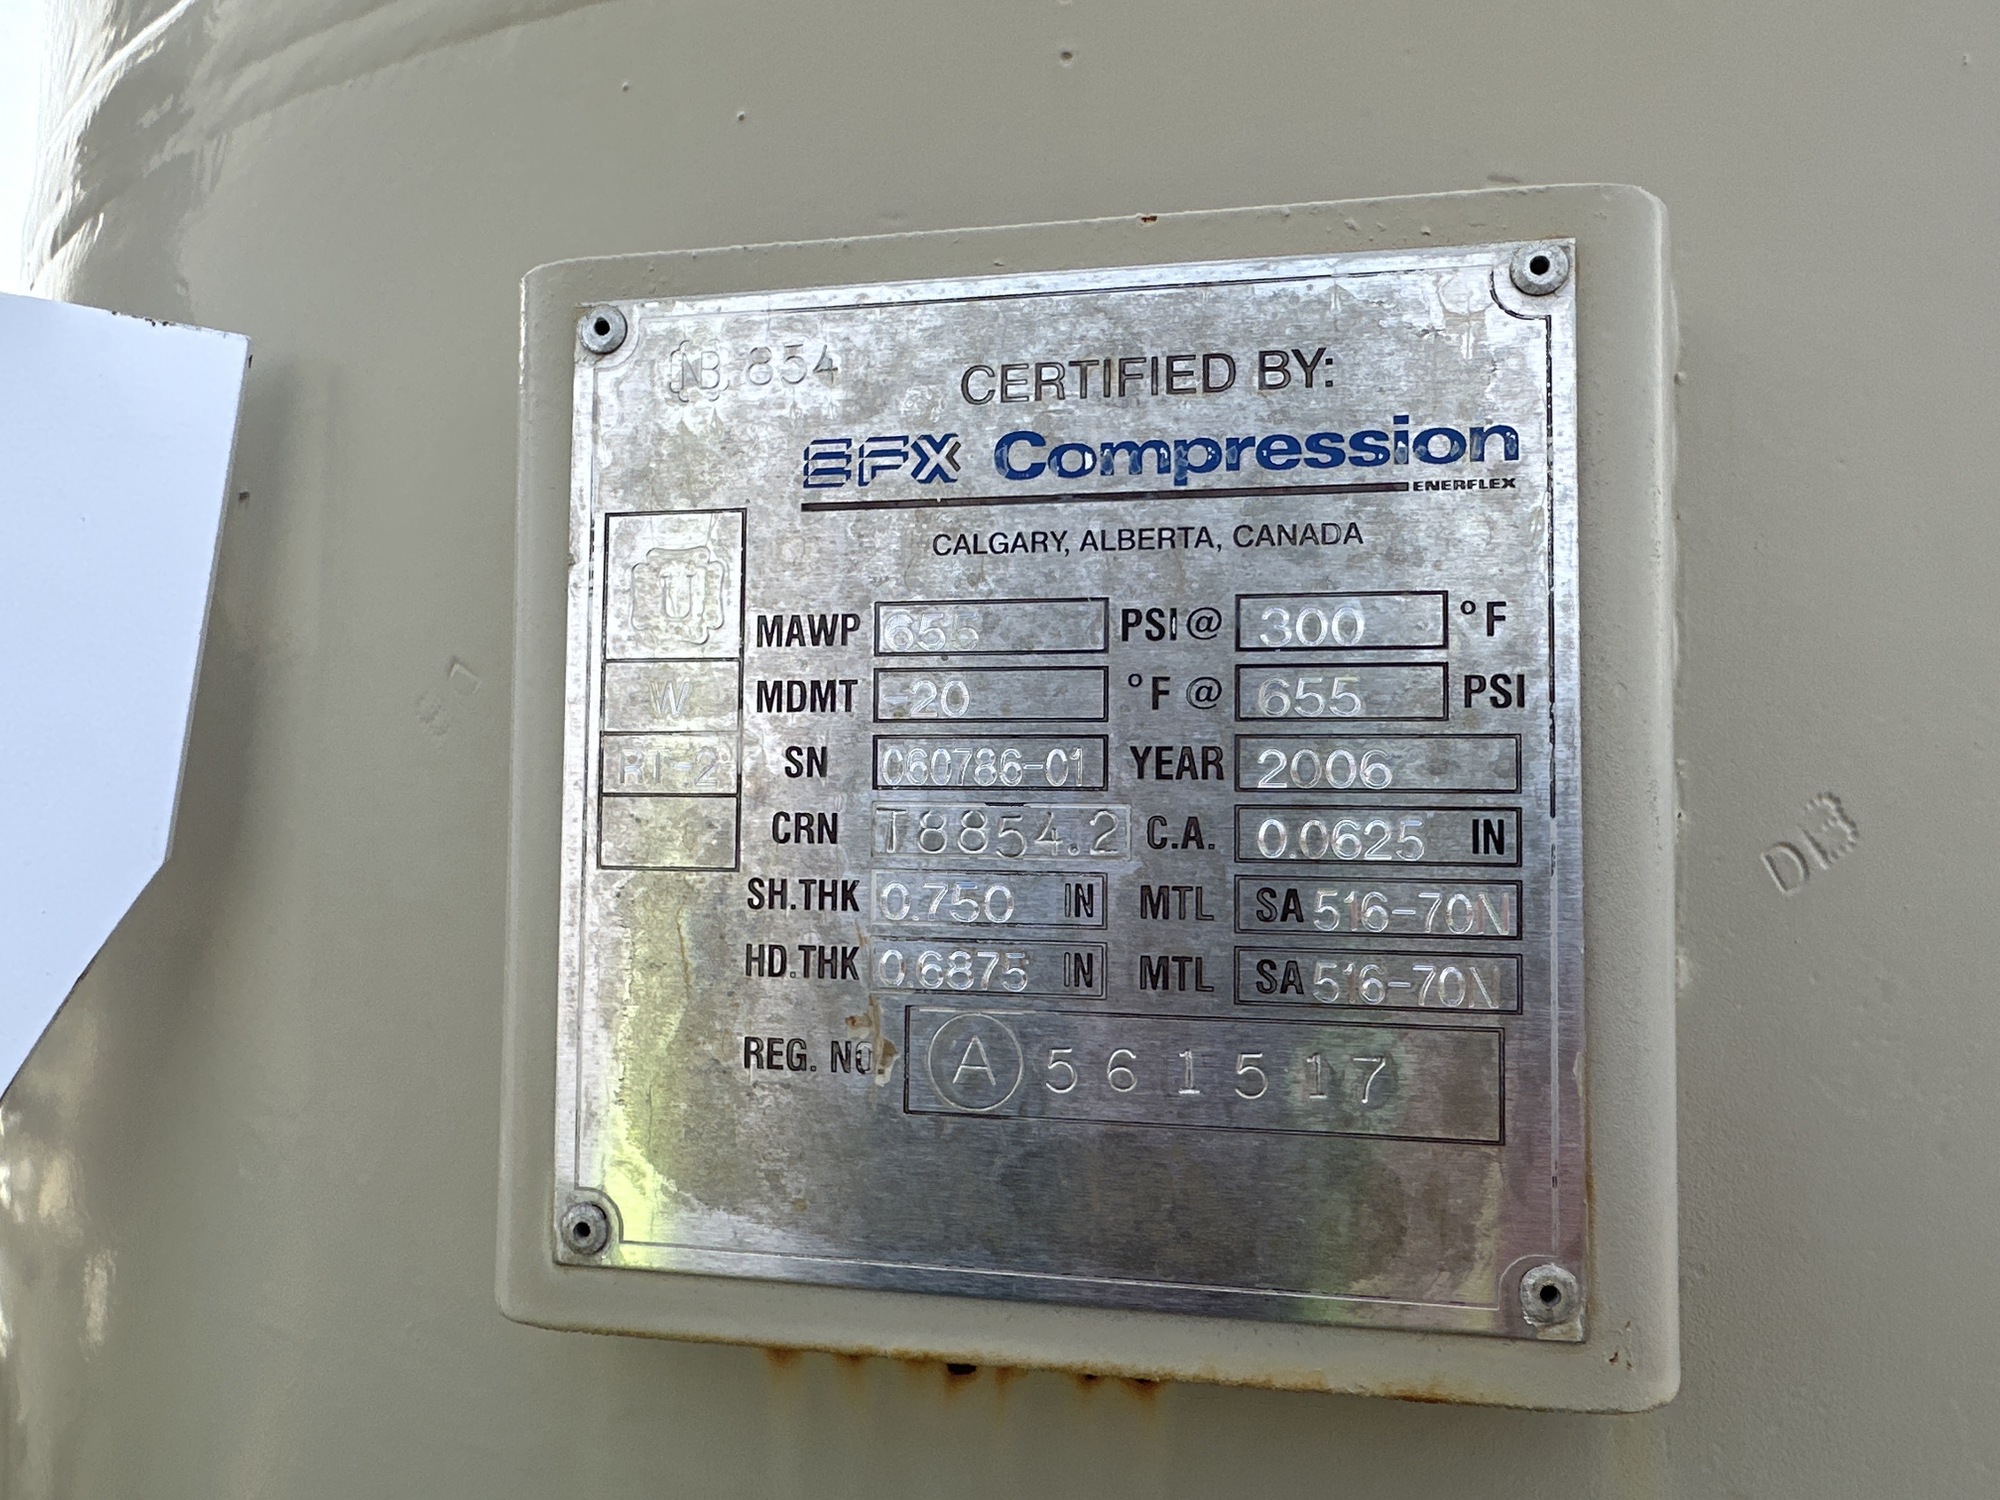 NB 854
CERTIFIED BY:
EFX Compression
ENERFLEX
CALGARY, ALBERTA, CANADA
U
W
RT-2
MAWP 655 PSI @ 300 °F
MDMT -20 °F @ 655 PSI
SN 060786-01 YEAR 2006
CRN T8854.2 C.A. 0.0625 IN
SH.THK 0.750 IN MTL SA 516-70N
HD.THK 0.6875 IN MTL SA 516-70N
REG. NO. A 561517